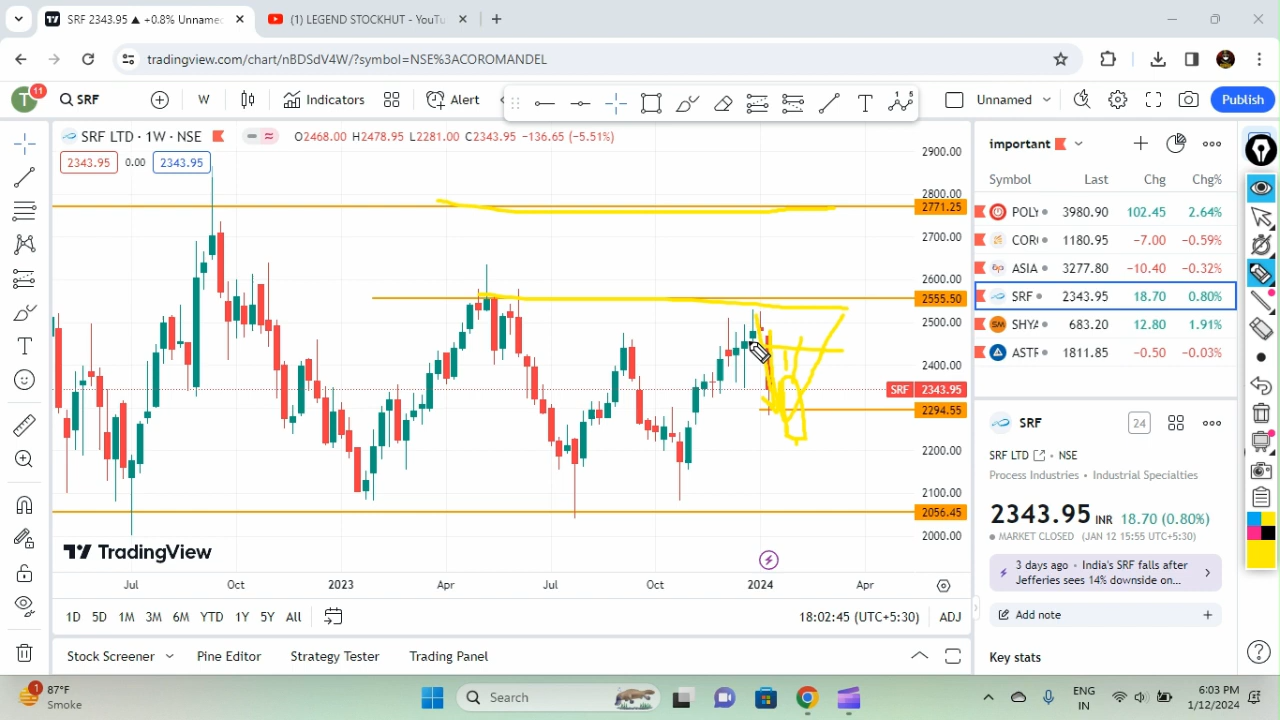 SRF 2343.95 ▲ +0.8% Unname
(1) LEGEND STOCKHUT - YouTu
tradingview.com/chart/nBDSdV4W/?symbol=NSE%3ACOROMANDEL
T 11 SRF W Indicators Alert T Unnamed Publish
SRF LTD · 1W · NSE O2468.00 H2478.95 L2281.00 C2343.95 −136.65 (−5.51%)
2343.95 0.00 2343.95
2900.00
2800.00
2771.25
2700.00
2600.00
2555.50
2500.00
2400.00
SRF 2343.95
2294.55
2200.00
2100.00
2056.45
2000.00
TradingView
Jul Oct 2023 Apr Jul Oct 2024 Apr
1D 5D 1M 3M 6M YTD 1Y 5Y All 18:02:45 (UTC+5:30) ADJ
Stock Screener Strategy Tester Pine Editor Trading Panel
important
Symbol Last Chg Chg%
POLY 3980.90 102.45 2.64%
COR 1180.95 −7.00 −0.59%
ASIA 3277.80 −10.40 −0.32%
SRF 2343.95 18.70 0.80%
SHYA 683.20 12.80 1.91%
ASTF 1811.85 −0.50 −0.03%
SRF 24
SRF LTD · NSE
Process Industries • Industrial Specialties
2343.95 INR 18.70 (0.80%)
MARKET CLOSED (JAN 12 15:55 UTC+5:30)
3 days ago • India's SRF falls after
Jefferies sees 14% downside on...
Add note
Key stats
1 87°F
Smoke
Search
ENG
IN
6:03 PM
1/12/2024